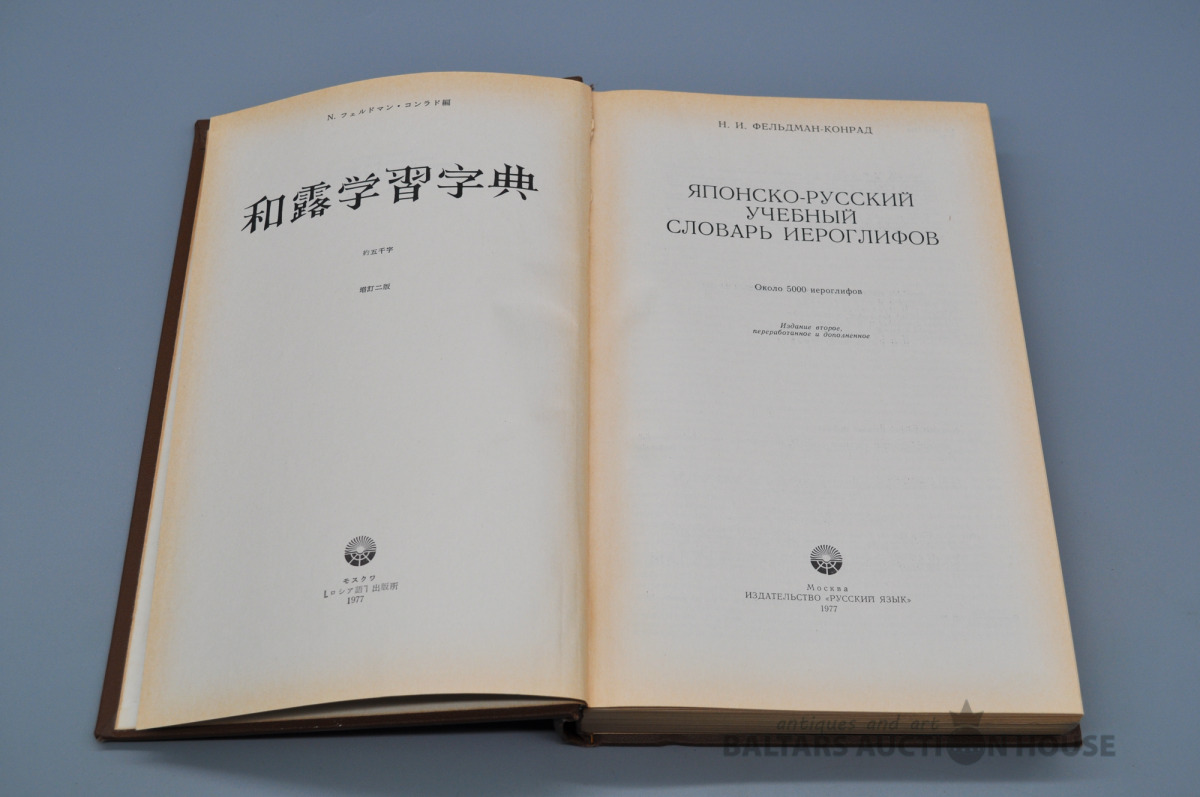 N. フェルドマン・コンラド編
和露学習字典
約五千字
増訂二版
モスクワ
「ロシア語」出版所
1977
Н. И. ФЕЛЬДМАН-КОНРАД
ЯПОНСКО-РУССКИЙ
УЧЕБНЫЙ
СЛОВАРЬ ИЕРОГЛИФОВ
Около 5000 иероглифов
Издание второе,
переработанное и дополненное
Москва
ИЗДАТЕЛЬСТВО «РУССКИЙ ЯЗЫК»
1977
antiques and art
BALTARS AUCTION HOUSE